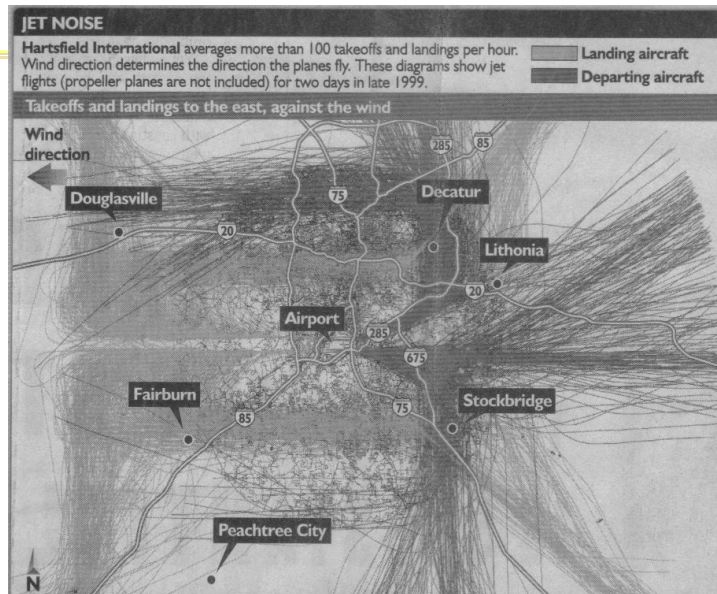 JET NOISE
Hartsfield International averages more than 100 takeoffs and landings per hour.
Wind direction determines the direction the planes fly. These diagrams show jet
flights (propeller planes are not included) for two days in late 1999.
Landing aircraft
Departing aircraft
Takeoffs and landings to the east, against the wind
Wind
direction
285
85
75
Decatur
Douglasville
20
Lithonia
20
Airport
285
675
Fairburn
85
75
Stockbridge
Peachtree City
N